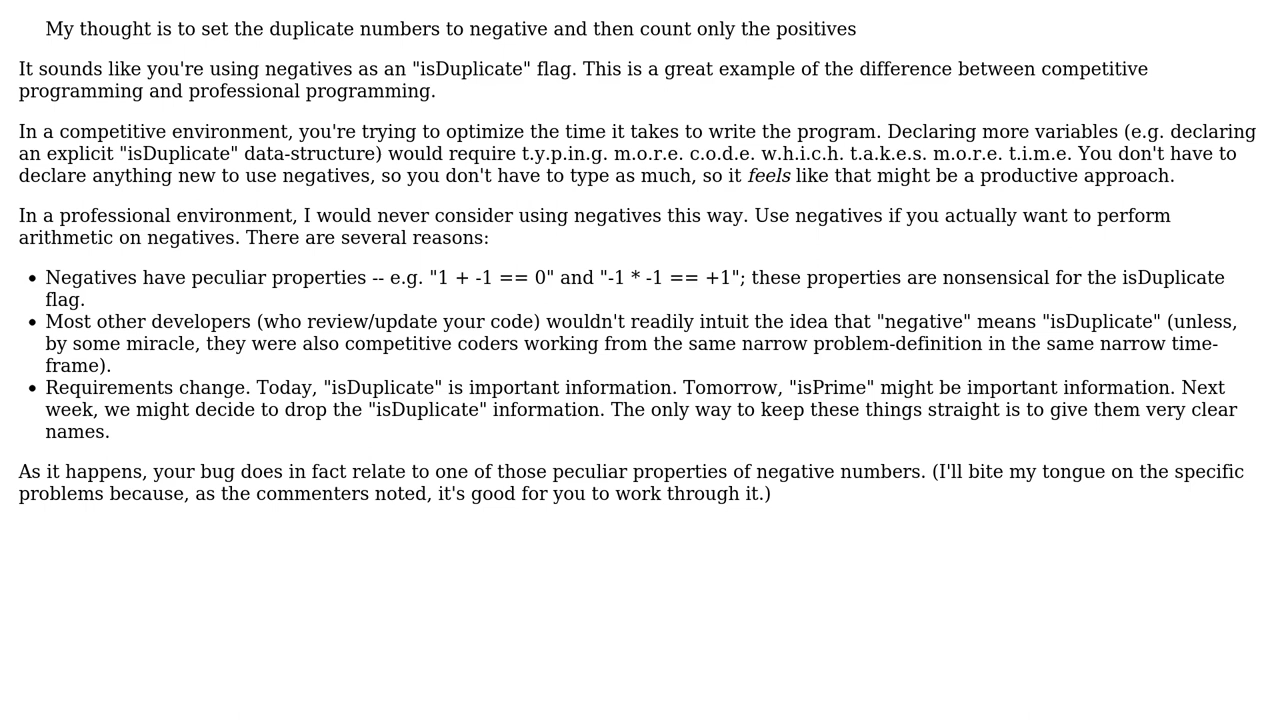 My thought is to set the duplicate numbers to negative and then count only the positives
It sounds like you're using negatives as an "isDuplicate" flag. This is a great example of the difference between competitive
programming and professional programming.
In a competitive environment, you're trying to optimize the time it takes to write the program. Declaring more variables (e.g. declaring
an explicit "isDuplicate" data-structure) would require t.y.p.in.g. m.o.r.e. c.o.d.e. w.h.i.c.h. t.a.k.e.s. m.o.r.e. t.i.m.e. You don't have to
declare anything new to use negatives, so you don't have to type as much, so it feels like that might be a productive approach.
In a professional environment, I would never consider using negatives this way. Use negatives if you actually want to perform
arithmetic on negatives. There are several reasons:
• Negatives have peculiar properties -- e.g. "1 + -1 == 0" and "-1 * -1 == +1"; these properties are nonsensical for the isDuplicate
flag.
• Most other developers (who review/update your code) wouldn't readily intuit the idea that "negative" means "isDuplicate" (unless,
by some miracle, they were also competitive coders working from the same narrow problem-definition in the same narrow time-
frame).
• Requirements change. Today, "isDuplicate" is important information. Tomorrow, "isPrime" might be important information. Next
week, we might decide to drop the "isDuplicate" information. The only way to keep these things straight is to give them very clear
names.
As it happens, your bug does in fact relate to one of those peculiar properties of negative numbers. (I'll bite my tongue on the specific
problems because, as the commenters noted, it's good for you to work through it.)